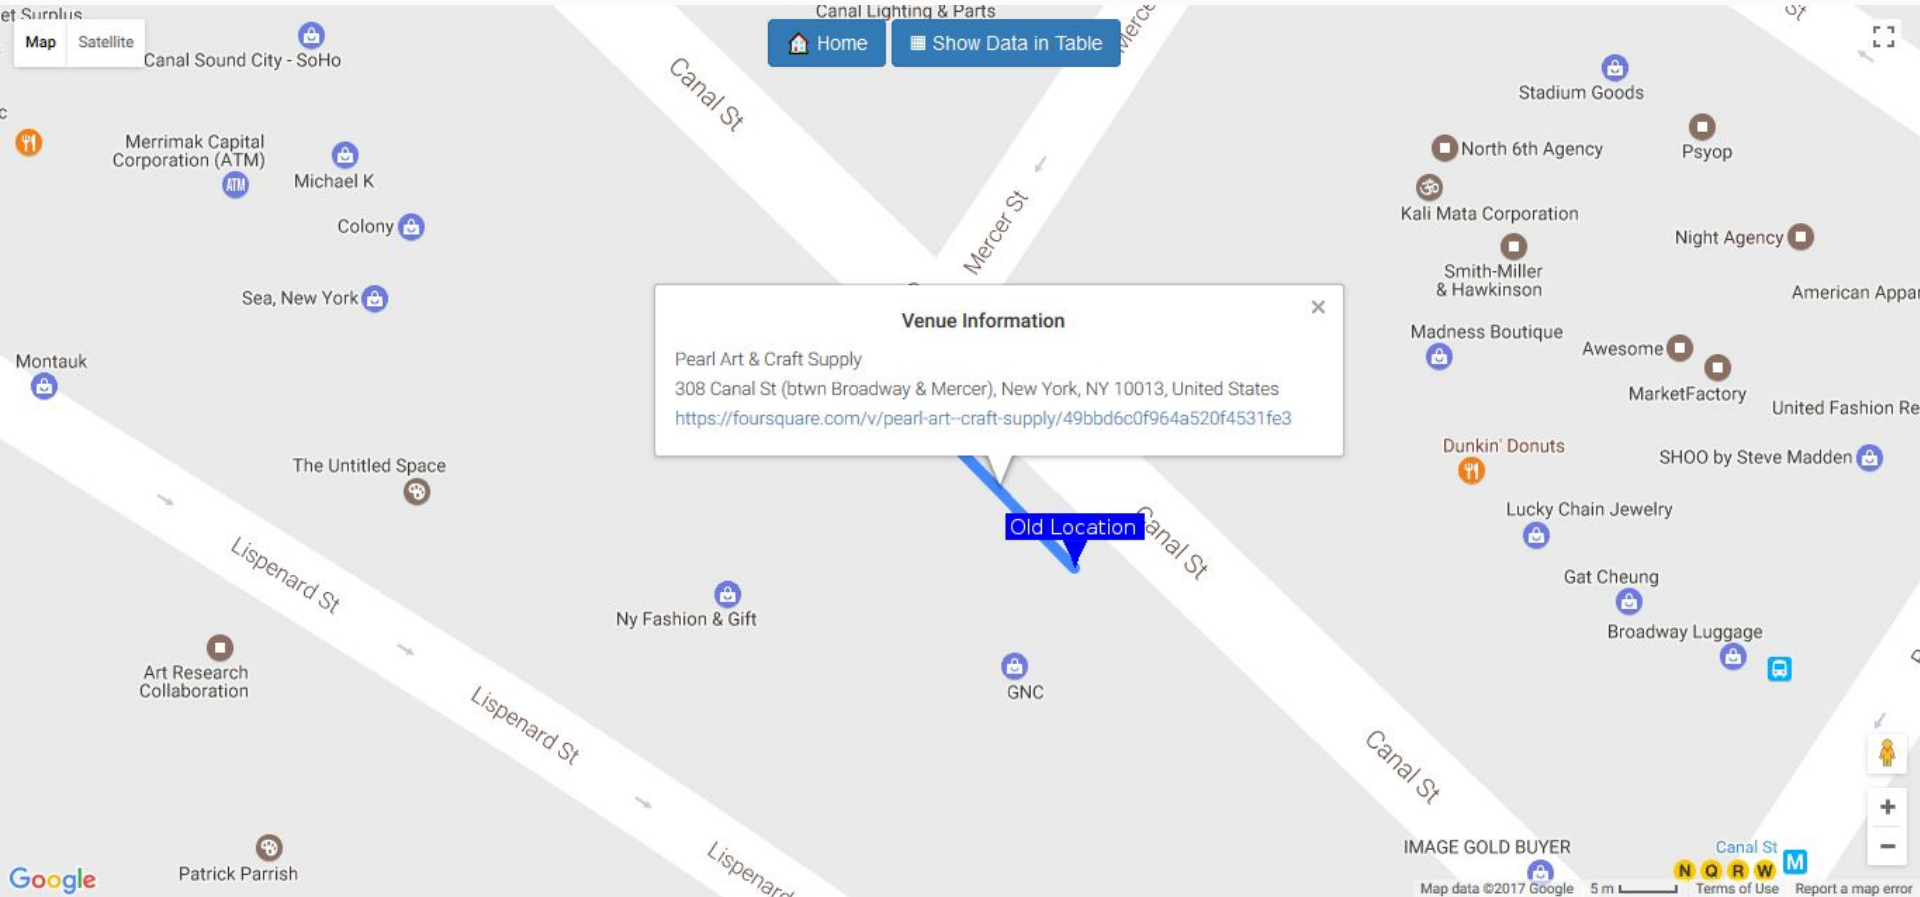 et Surplus
Canal Lighting & Parts
St
Map
Satellite
Canal Sound City - SoHo
Home
Show Data in Table
Merce
Canal St
Stadium Goods
c
Merrimak Capital
Corporation (ATM)
ATM
Michael K
North 6th Agency
Psyop
Mercer St
Kali Mata Corporation
Colony
Night Agency
Smith-Miller
& Hawkinson
Sea, New York
American Appar
Venue Information
Pearl Art & Craft Supply
308 Canal St (btwn Broadway & Mercer), New York, NY 10013, United States
https://foursquare.com/v/pearl-art--craft-supply/49bbd6c0f964a520f4531fe3
Madness Boutique
Awesome
Montauk
MarketFactory
United Fashion Re
Dunkin' Donuts
SHOO by Steve Madden
The Untitled Space
Lucky Chain Jewelry
Old Location
Canal St
Lispenard St
Gat Cheung
Ny Fashion & Gift
Broadway Luggage
Art Research
Collaboration
GNC
Lispenard St
Canal St
IMAGE GOLD BUYER
Canal St
M
N Q R W
Lispenard
Patrick Parrish
Google
Map data ©2017 Google
5 m
Terms of Use
Report a map error